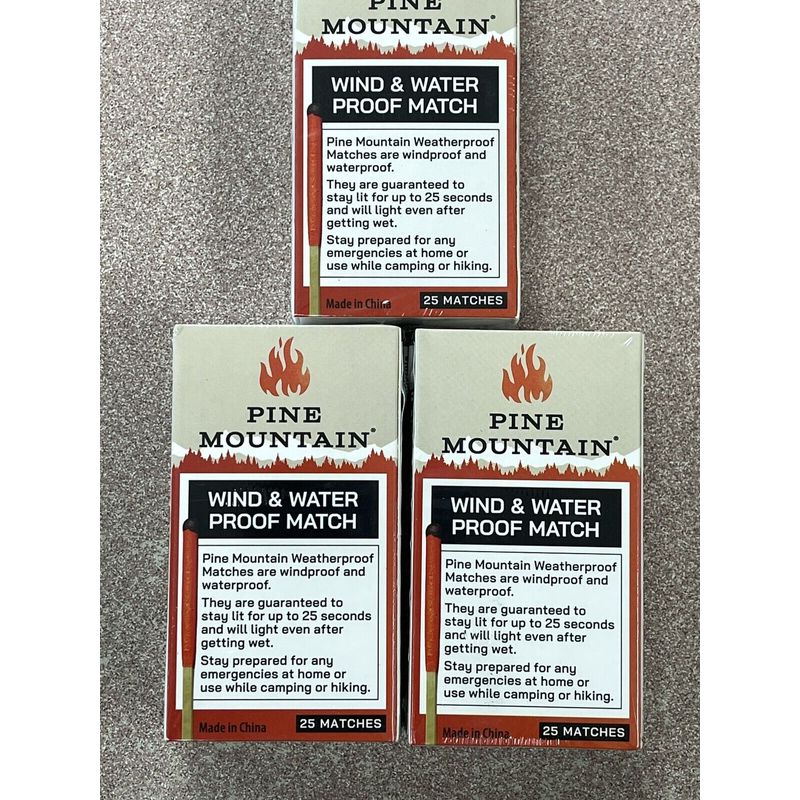 PINE
MOUNTAIN®
WIND & WATER
PROOF MATCH
Pine Mountain Weatherproof
Matches are windproof and
waterproof.
They are guaranteed to
stay lit for up to 25 seconds
and will light even after
getting wet.
Stay prepared for any
emergencies at home or
use while camping or hiking.
Made in China
25 MATCHES
PINE
MOUNTAIN®
WIND & WATER
PROOF MATCH
Pine Mountain Weatherproof
Matches are windproof and
waterproof.
They are guaranteed to
stay lit for up to 25 seconds
and will light even after
getting wet.
Stay prepared for any
emergencies at home or
use while camping or hiking.
Made in China
25 MATCHES
PINE
MOUNTAIN®
WIND & WATER
PROOF MATCH
Pine Mountain Weatherproof
Matches are windproof and
waterproof.
They are guaranteed to
stay lit for up to 25 seconds
and will light even after
getting wet.
Stay prepared for any
emergencies at home or
use while camping or hiking.
Made in China
25 MATCHES